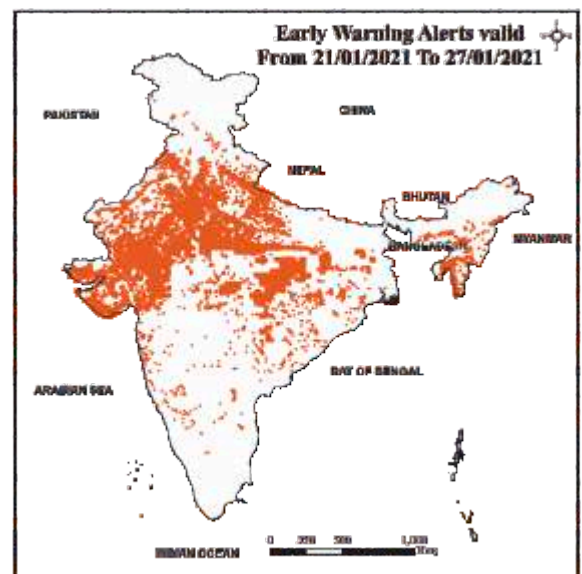 Early Warning Alerts valid
From 21/01/2021 To 27/01/2021
PAKISTAN
CHINA
NEPAL
BHUTAN
BANGLADESH
MYANMAR
BAY OF BENGAL
ARABIAN SEA
INDIAN OCEAN
0 250 500 1,000